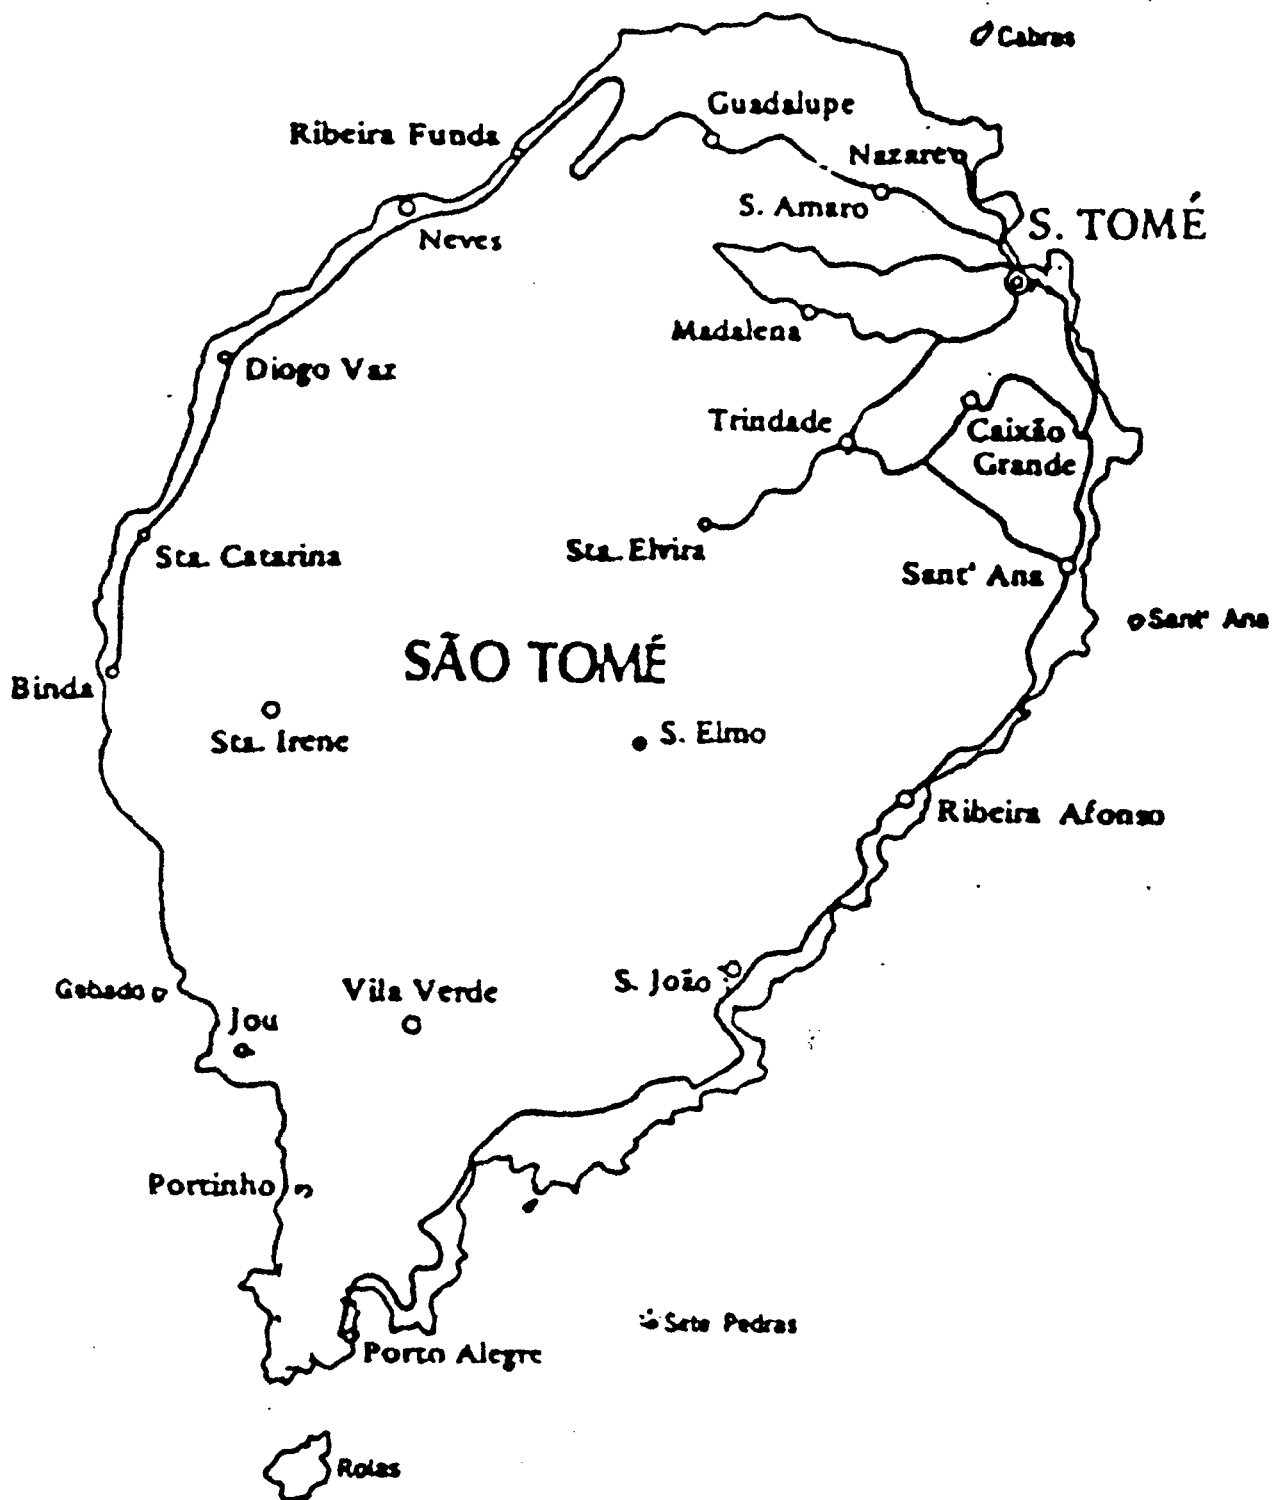 Cabras
Guadalupe
Ribeira Funda
Nazaré
S. Amaro
S. TOMÉ
Neves
Madalena
Diogo Vaz
Trindade
Caixão
Grande
Sta. Elvira
Sta. Catarina
Sant' Ana
Sant' Ana
SÃO TOMÉ
Binda
Sta. Irene
S. Elmo
Ribeira Afonso
S. João
Gabado
Vila Verde
Jou
Portinho
Sete Pedras
Porto Alegre
Rolas